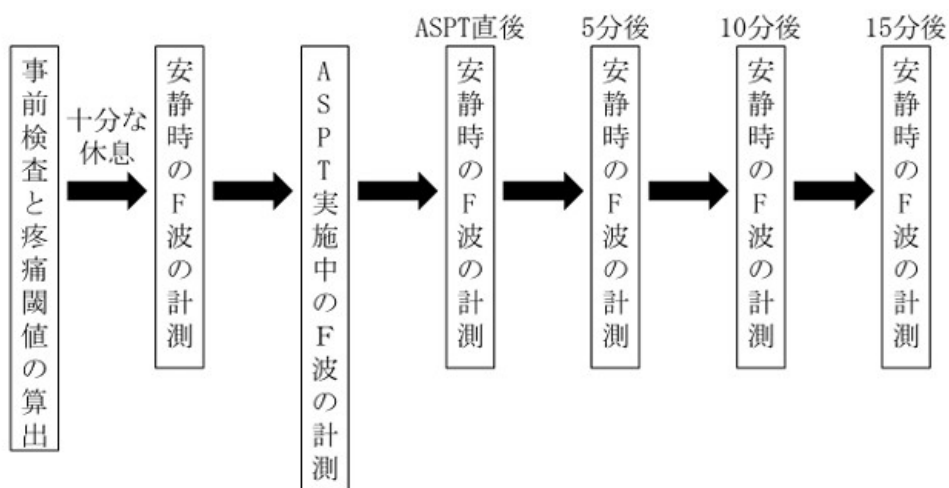 事前検査と疼痛閾値の算出
十分な
休息
安静時のF波の計測
ASPT実施中のF波の計測
ASPT直後
安静時のF波の計測
5分後
安静時のF波の計測
10分後
安静時のF波の計測
15分後
安静時のF波の計測